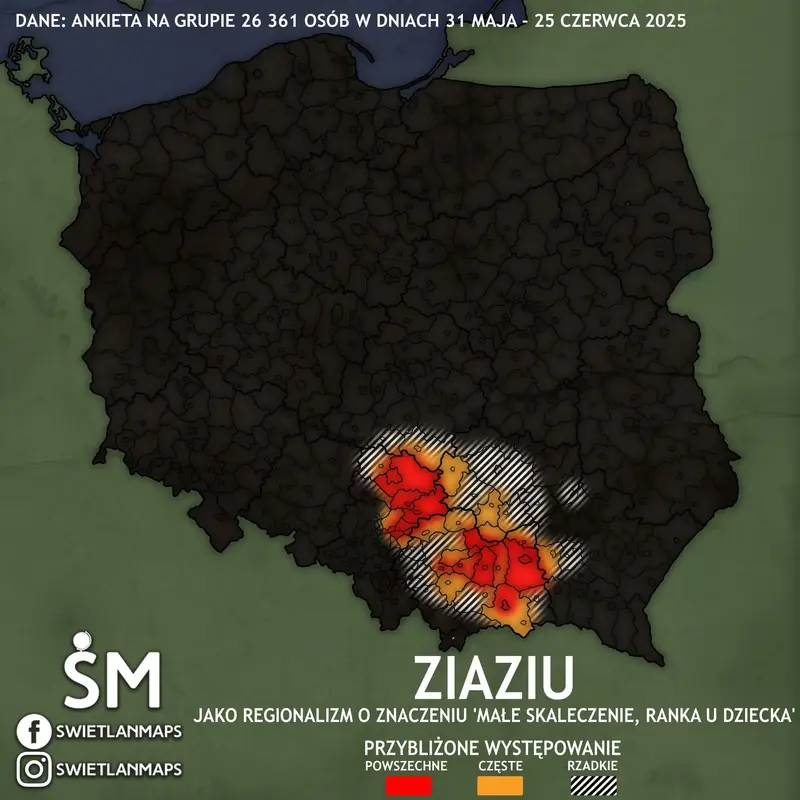 DANE: ANKIETA NA GRUPIE 26 361 OSÓB W DNIACH 31 MAJA - 25 CZERWCA 2025
ŚM
SWIETLANMAPS
SWIETLANMAPS
ZIAZIU
JAKO REGIONALIZM O ZNACZENIU 'MAŁE SKALECZENIE, RANKA U DZIECKA'
PRZYBLIŻONE WYSTĘPOWANIE
POWSZECHNE CZĘSTE RZADKIE